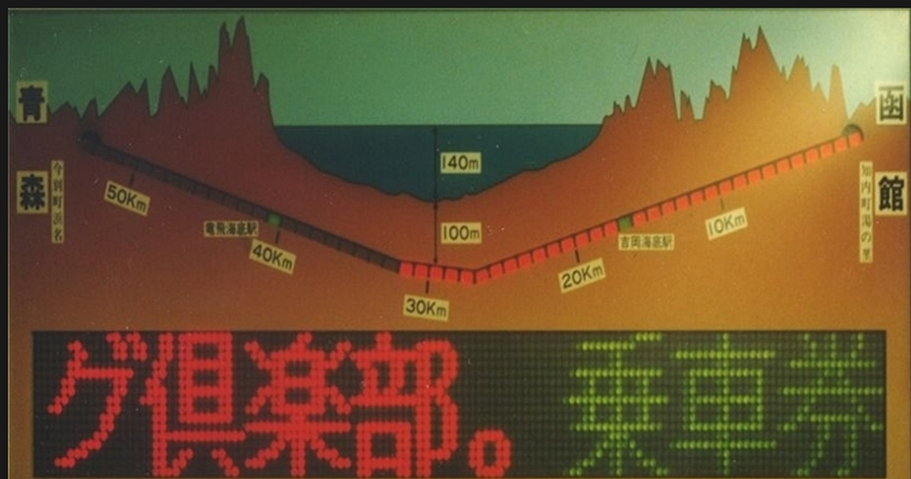 青森
函館
今別町浜名
知内町湯の里
140m
100m
50Km
竜飛海底駅
40Km
30Km
20Km
吉岡海底駅
10Km
グ倶楽部。 乗車券